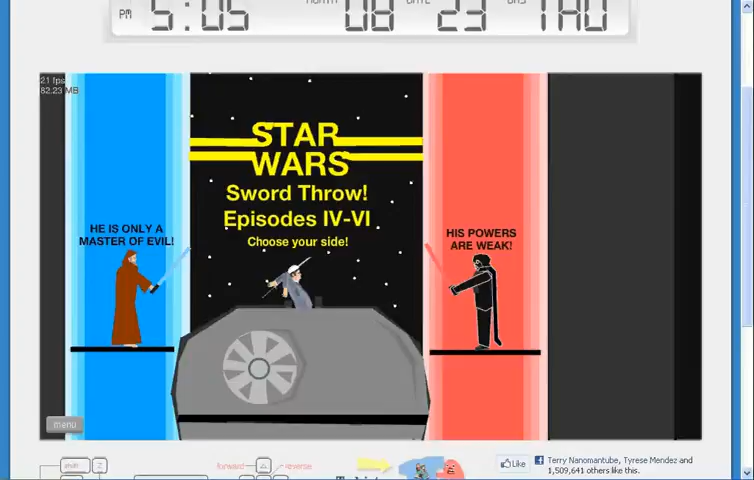 PM 5:05 08 23 THU
21 fps
82.23 MB
STAR
WARS
Sword Throw!
Episodes IV-VI
Choose your side!
HE IS ONLY A
MASTER OF EVIL!
HIS POWERS
ARE WEAK!
menu
Z
forward
reverse
Like
Terry Nanomantube, Tyrese Mendez and
1,509,641 others like this.